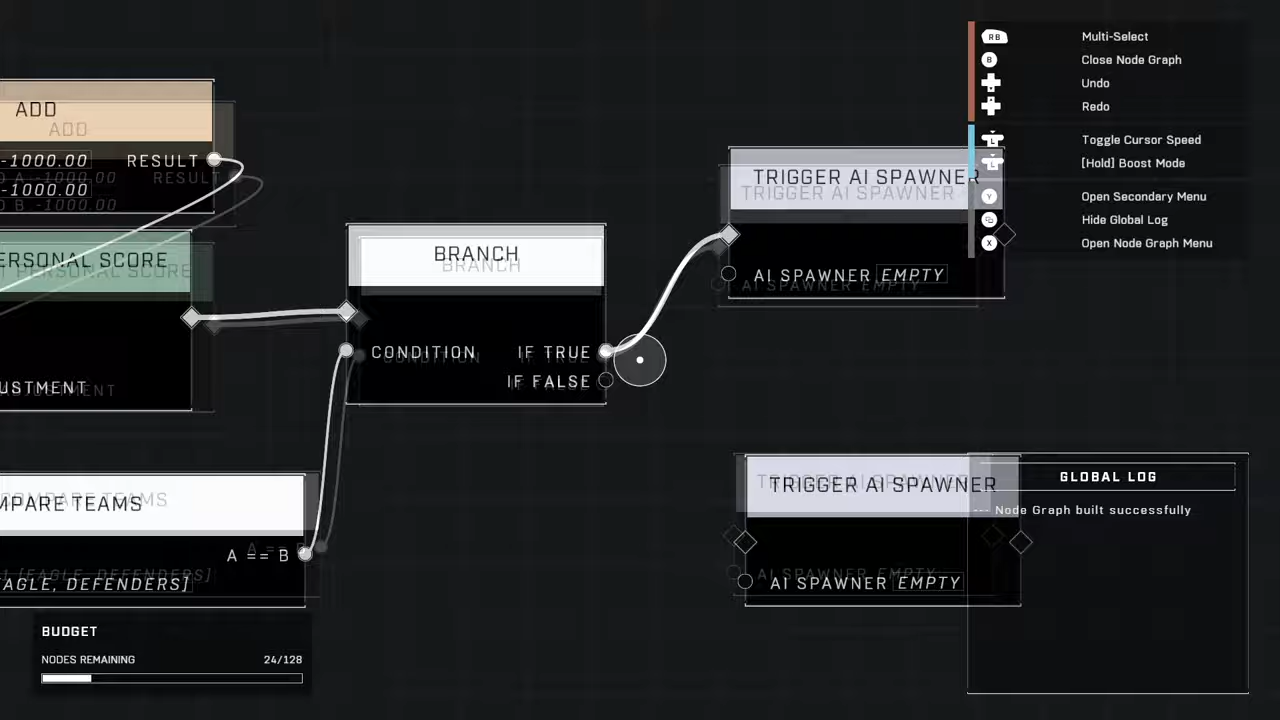 ADD
-1000.00 RESULT
-1000.00
ERSONAL SCORE
USTMENT
MPARE TEAMS
A == B
AGLE, DEFENDERS]
BUDGET
NODES REMAINING 24/128
BRANCH
CONDITION IF TRUE
IF FALSE
TRIGGER AI SPAWNER
AI SPAWNER EMPTY
TRIGGER AI SPAWNER
AI SPAWNER EMPTY
RB Multi-Select
B Close Node Graph
Undo
Redo
L Toggle Cursor Speed
L [Hold] Boost Mode
Y Open Secondary Menu
Hide Global Log
X Open Node Graph Menu
GLOBAL LOG
--- Node Graph built successfully